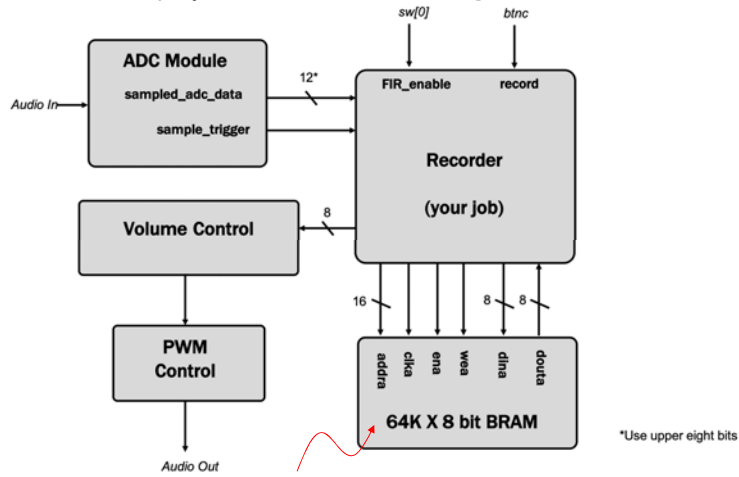 sw[0]
btnc
ADC Module
sampled_adc_data
sample_trigger
Audio In
12*
FIR_enable
record
Recorder
(your job)
Volume Control
8
16
8
8
PWM
Control
addra
clka
ena
wea
dina
douta
64K X 8 bit BRAM
*Use upper eight bits
Audio Out